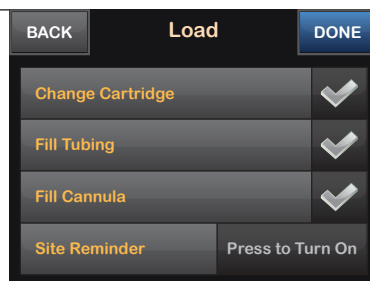 BACK Load DONE
Change Cartridge
Fill Tubing
Fill Cannula
Site Reminder Press to Turn On